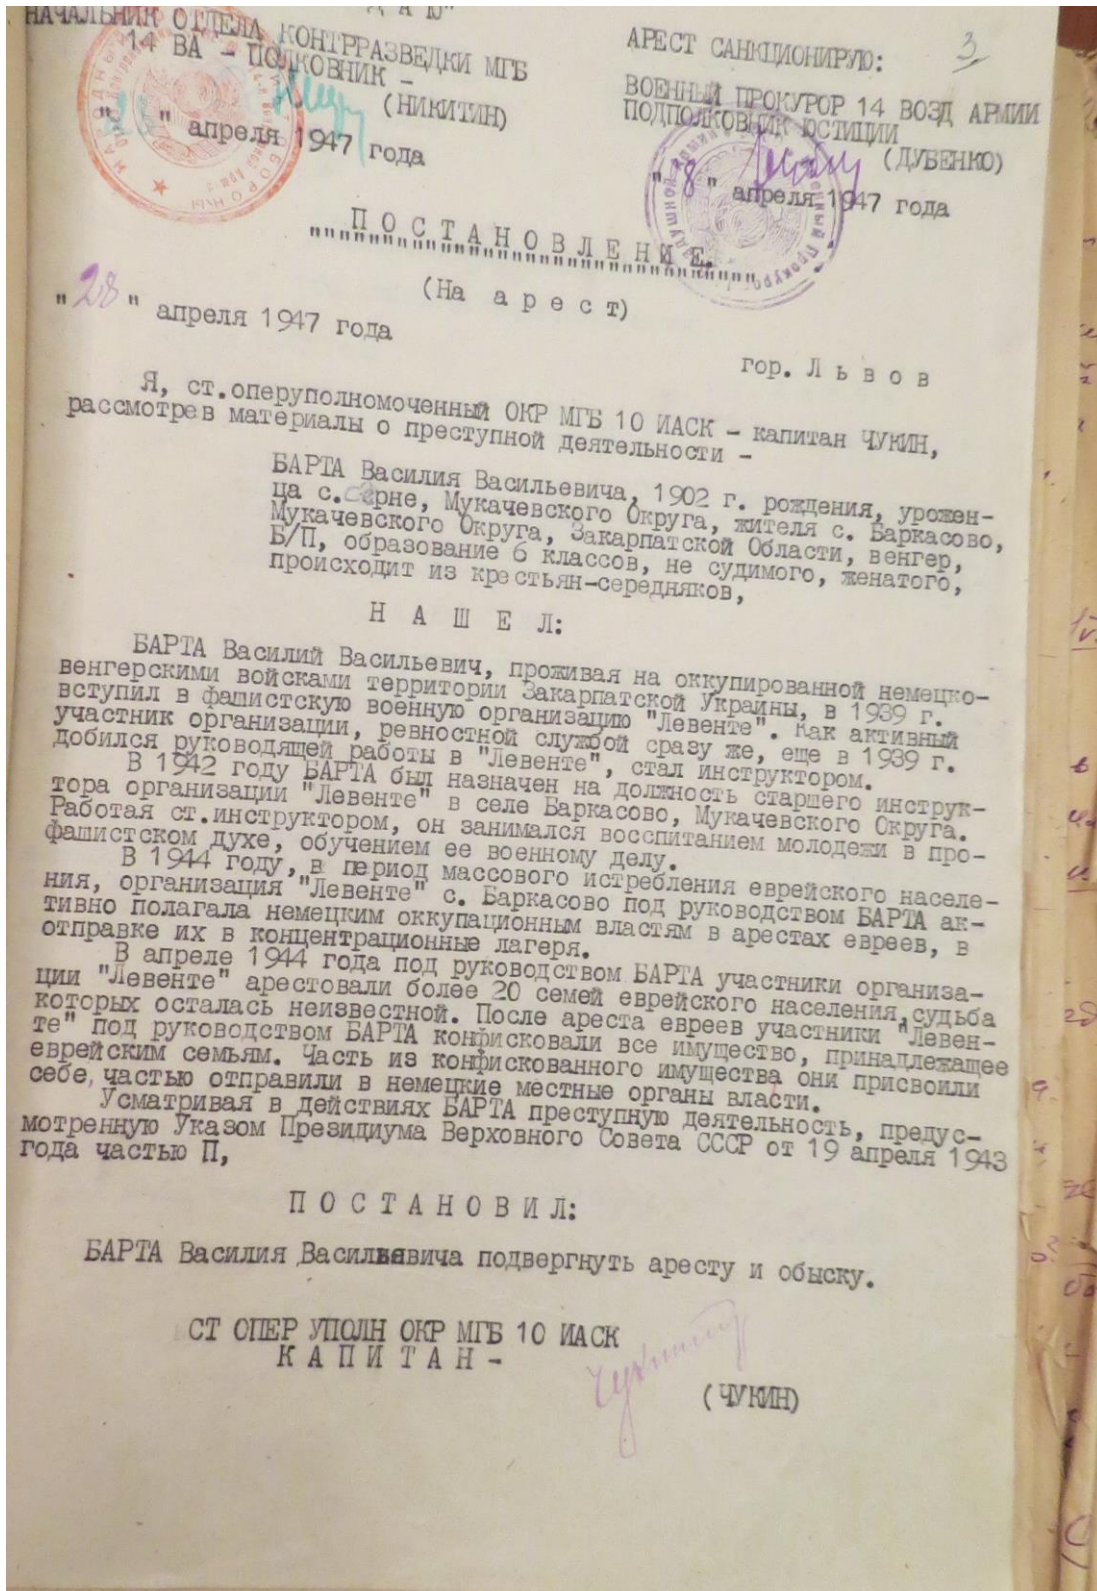 ДАЮ"
НАЧАЛЬНИК ОТДЕЛА КОНТРРАЗВЕДКИ МГБ
14 ВА - ПОЛКОВНИК -
(НИКИТИН)
" " апреля 1947 года
АРЕСТ САНКЦИОНИРУЮ:
3
ВОЕННЫЙ ПРОКУРОР 14 ВОЗД АРМИИ
ПОДПОЛКОВНИК ЮСТИЦИИ
(ДУБЕНКО)
"28" апреля 1947 года
П О С Т А Н О В Л Е Н И Е.
(На а р е с т)
"28" апреля 1947 года
гор. Л ь в о в
Я, ст.оперуполномоченный ОКР МГБ 10 ИАСК - капитан ЧУКИН,
рассмотрев материалы о преступной деятельности -
БАРТА Василия Васильевича, 1902 г. рождения, урожен-
ца с. Серне, Мукачевского Округа, жителя с. Баркасово,
Мукачевского Округа, Закарпатской Области, венгер,
Б/П, образование 6 классов, не судимого, женатого,
происходит из крестьян-середняков,
Н А Ш Е Л:
БАРТА Василий Васильевич, проживая на оккупированной немецко-
венгерскими войсками территории Закарпатской Украины, в 1939 г.
вступил в фашистскую военную организацию "Левенте". Как активный
участник организации, ревностной службой сразу же, еще в 1939 г.
добился руководящей работы в "Левенте", стал инструктором.
В 1942 году БАРТА был назначен на должность старшего инструк-
тора организации "Левенте" в селе Баркасово, Мукачевского Округа.
Работая ст.инструктором, он занимался восспитанием молодежи в про-
фашистском духе, обучением ее военному делу.
В 1944 году, в период массового истребления еврейского населе-
ния, организация "Левенте" с. Баркасово под руководством БАРТА ак-
тивно полагала немецким оккупационным властям в арестах евреев, в
отправке их в концентрационные лагеря.
В апреле 1944 года под руководством БАРТА участники организа-
ции "Левенте" арестовали более 20 семей еврейского населения, судьба
которых осталась неизвестной. После ареста евреев участники "Левен-
те" под руководством БАРТА конфисковали все имущество, принадлежащее
еврейским семьям. Часть из конфискованного имущества они присвоили
себе, частью отправили в немецкие местные органы власти.
Усматривая в действиях БАРТА преступную деятельность, предус-
мотренную Указом Президиума Верховного Совета СССР от 19 апреля 1943
года частью П,
П О С Т А Н О В И Л:
БАРТА Василия Васильевича подвергнуть аресту и обыску.
СТ ОПЕР УПОЛН ОКР МГБ 10 ИАСК
К А П И Т А Н -
(ЧУКИН)